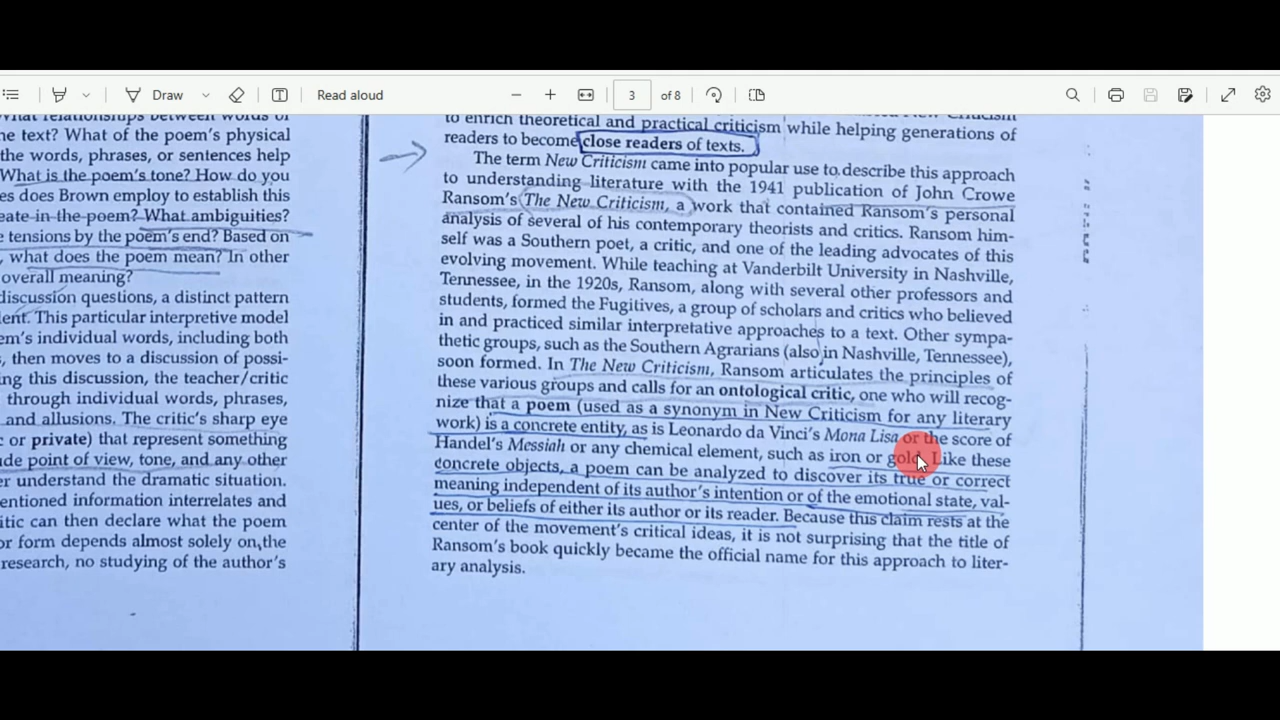 Draw
Read aloud
3
of 8
the text? What of the poem's physical
the words, phrases, or sentences help
What is the poem's tone? How do you
es does Brown employ to establish this
eate in the poem? What ambiguities?
e tensions by the poem's end? Based on
, what does the poem mean? In other
overall meaning?
discussion questions, a distinct pattern
ent. This particular interpretive model
em's individual words, including both
, then moves to a discussion of possi-
ing this discussion, the teacher/critic
through individual words, phrases,
and allusions. The critic's sharp eye
c or private) that represent something
de point of view, tone, and any other
er understand the dramatic situation.
entioned information interrelates and
itic can then declare what the poem
or form depends almost solely on the
research, no studying of the author's
to enrich theoretical and practical criticism while helping generations of
readers to become close readers of texts.
The term New Criticism came into popular use to describe this approach
to understanding literature with the 1941 publication of John Crowe
Ransom's The New Criticism, a work that contained Ransom's personal
analysis of several of his contemporary theorists and critics. Ransom him-
self was a Southern poet, a critic, and one of the leading advocates of this
evolving movement. While teaching at Vanderbilt University in Nashville,
Tennessee, in the 1920s, Ransom, along with several other professors and
students, formed the Fugitives, a group of scholars and critics who believed
in and practiced similar interpretative approaches to a text. Other sympa-
thetic groups, such as the Southern Agrarians (also in Nashville, Tennessee),
soon formed. In The New Criticism, Ransom articulates the principles of
these various groups and calls for an ontological critic, one who will recog-
nize that a poem (used as a synonym in New Criticism for any literary
work) is a concrete entity, as is Leonardo da Vinci's Mona Lisa or the score of
Handel's Messiah or any chemical element, such as iron or gold. Like these
concrete objects, a poem can be analyzed to discover its true or correct
meaning independent of its author's intention or of the emotional state, val-
ues, or beliefs of either its author or its reader. Because this claim rests at the
center of the movement's critical ideas, it is not surprising that the title of
Ransom's book quickly became the official name for this approach to liter-
ary analysis.